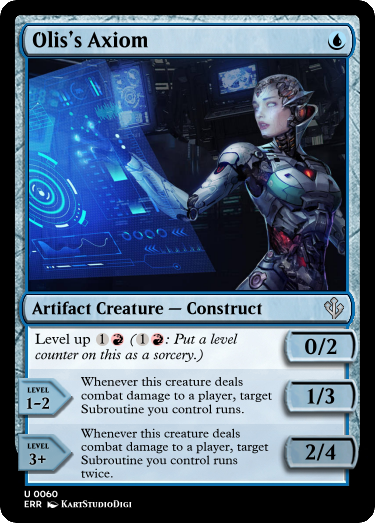 Olis's Axiom
Artifact Creature — Construct
Level up 1 (1: Put a level
counter on this as a sorcery.)
0/2
LEVEL
1-2
Whenever this creature deals
combat damage to a player, target
Subroutine you control runs.
1/3
LEVEL
3+
Whenever this creature deals
combat damage to a player, target
Subroutine you control runs
twice.
2/4
U 0060
ERR KartStudioDigi